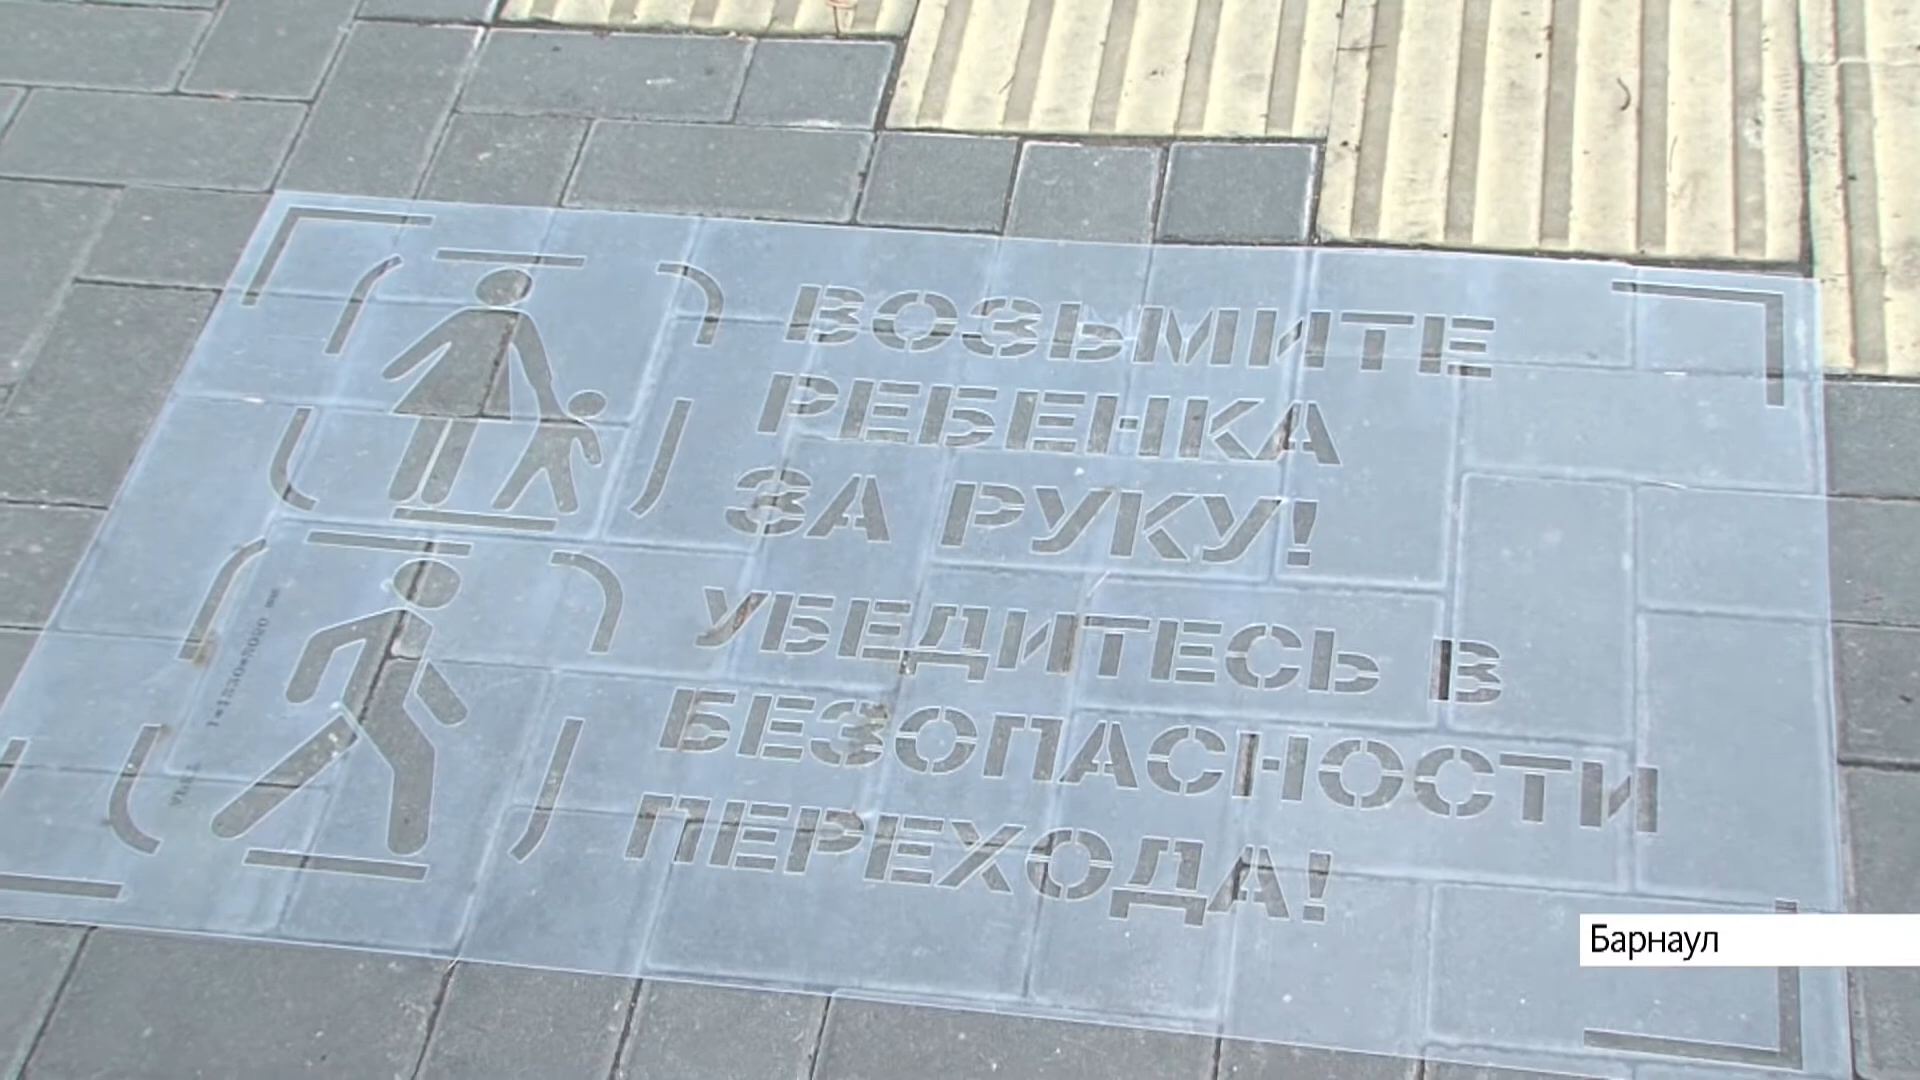 ВОЗЬМИТЕ
РЕБЕНКА
ЗА РУКУ!
УБЕДИТЕСЬ В
БЕЗОПАСНОСТИ
ПЕРЕХОДА!
Барнаул